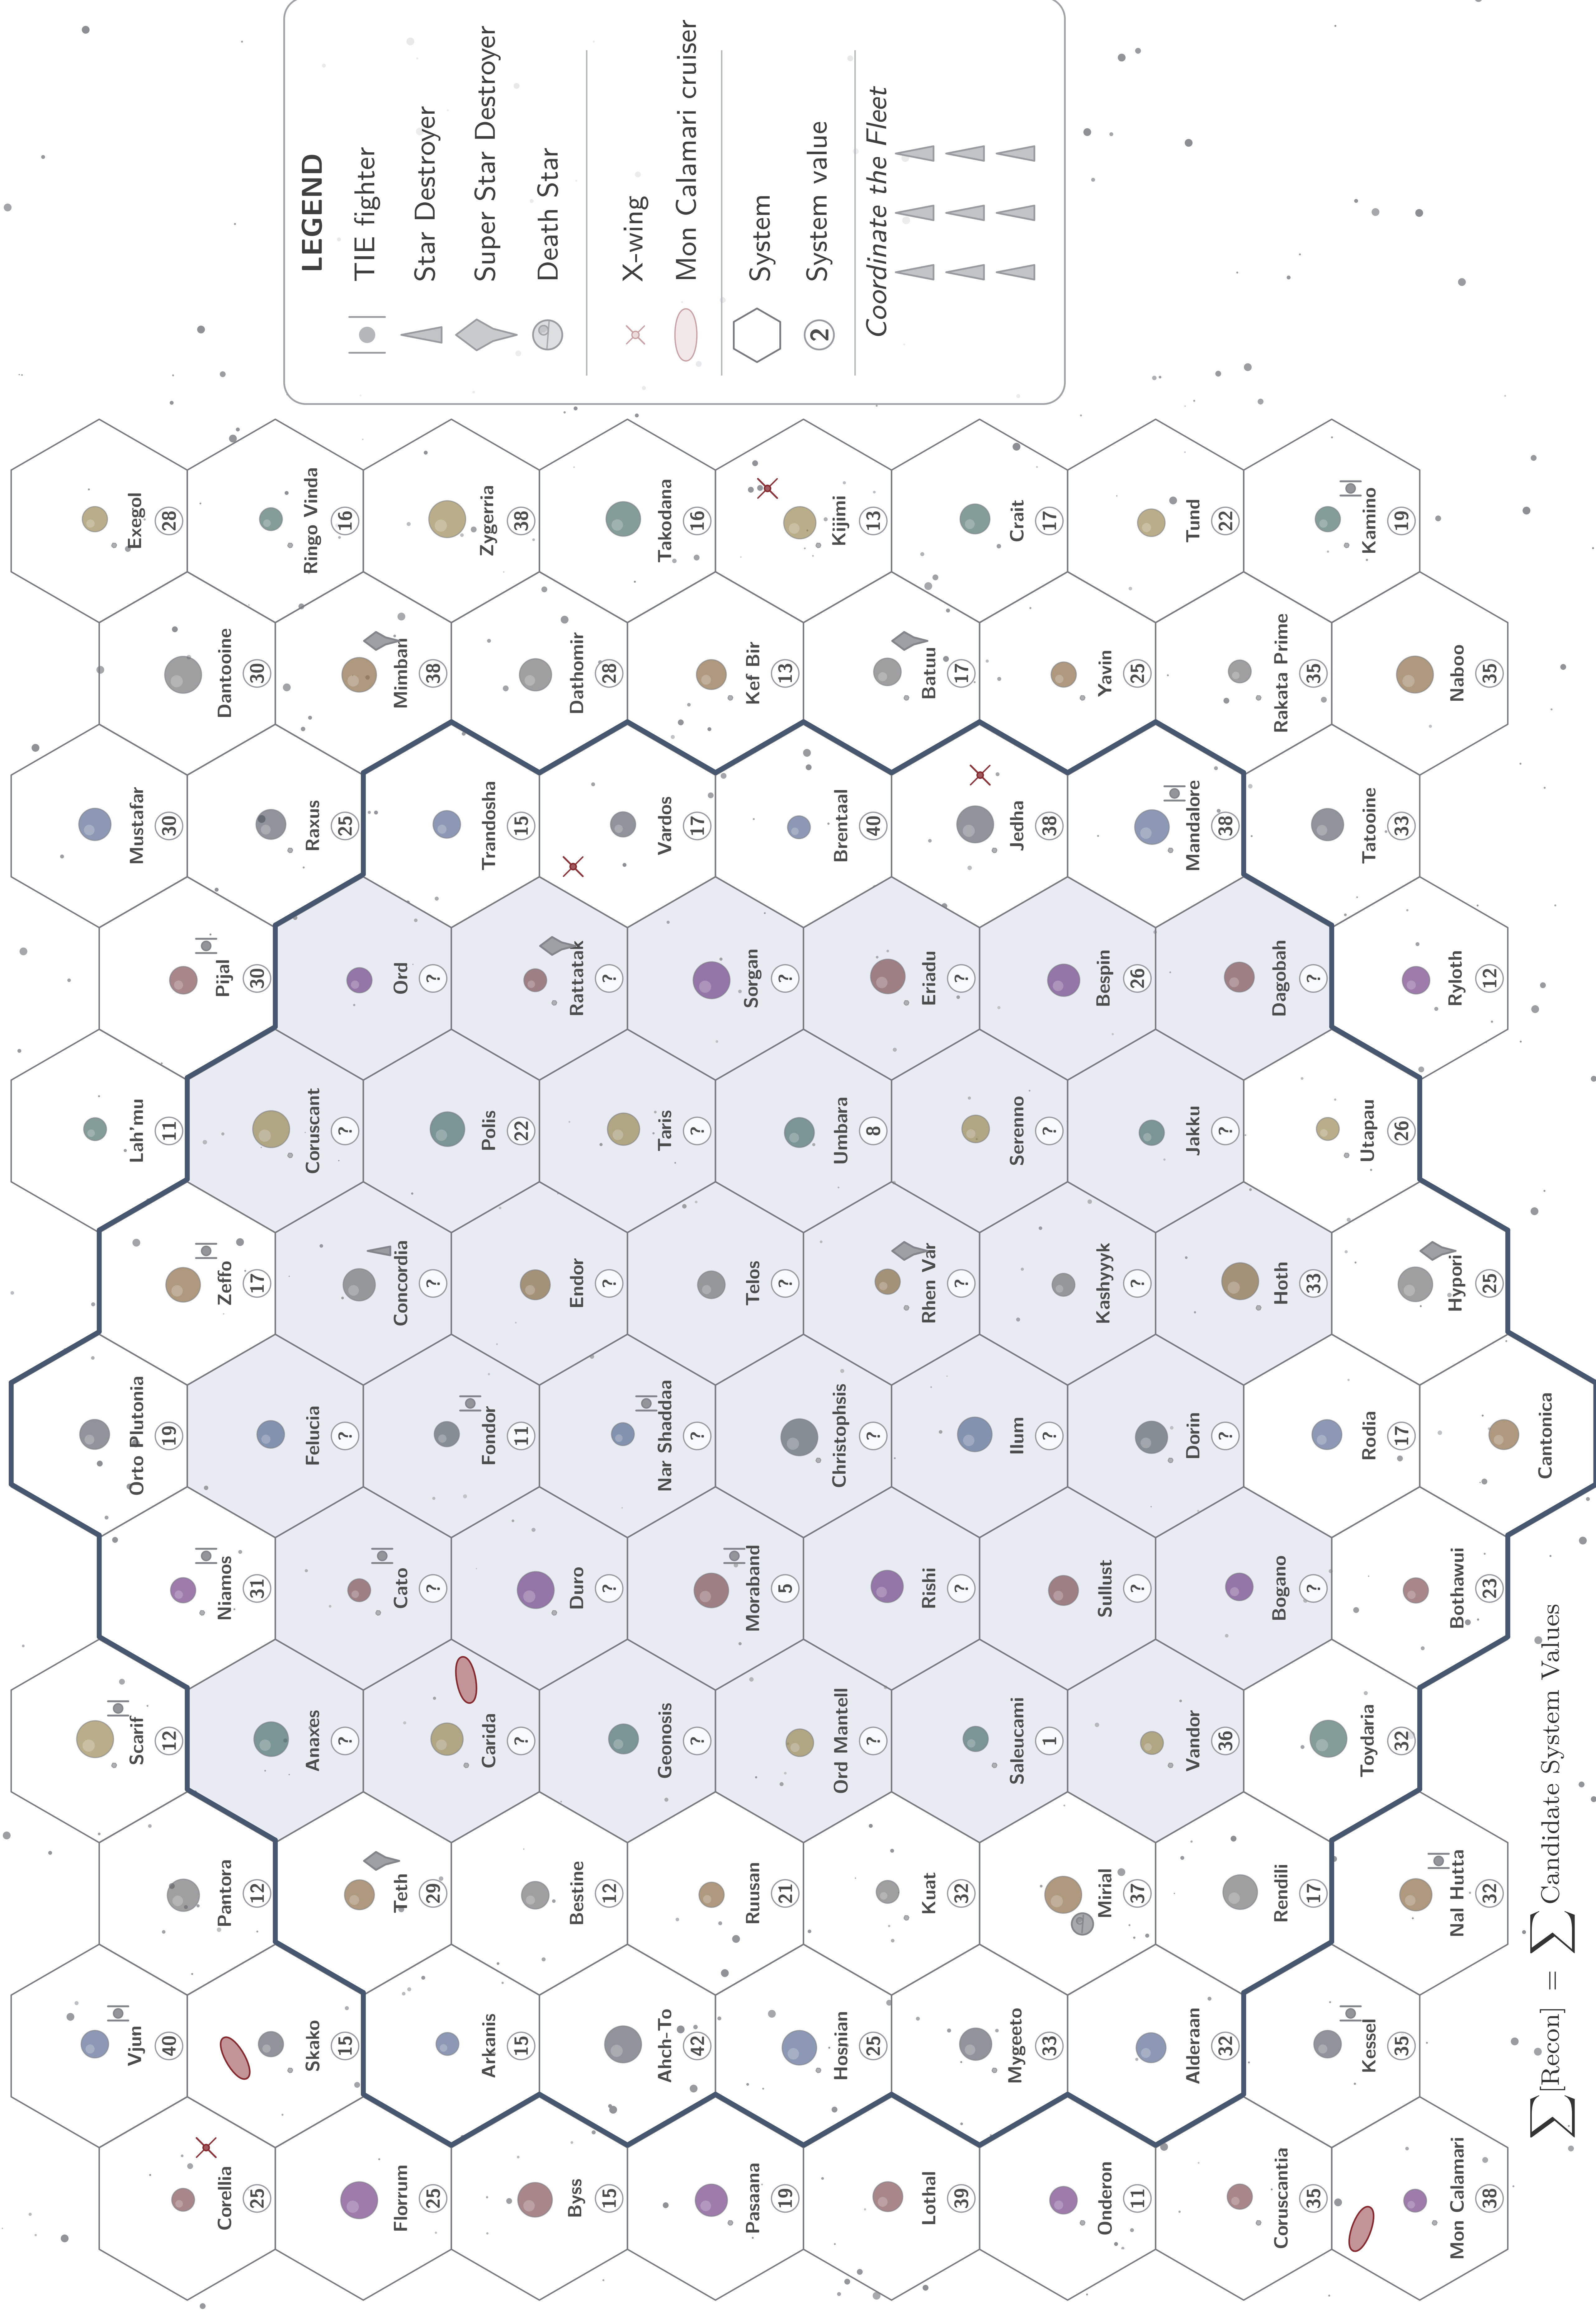 Vjun
40
Scarif
12
Orto Plutonia
19
Lah'mu
11
Mustafar
30
Exegol
28
Corellia
25
Pantora
12
Niamos
31
Zeffo
17
Pijal
30
Dantooine
30
Skako
15
Anaxes
?
Felucia
?
Coruscant
?
Raxus
25
Ringo Vinda
16
Florrum
25
Teth
29
Cato
?
Concordia
?
Ord
?
Mimban
38
Arkanis
15
Carida
?
Fondor
11
Polis
22
Trandosha
15
Zygerria
38
Byss
15
Bestine
12
Duro
?
Endor
?
Rattatak
?
Dathomir
28
Ahch-To
42
Geonosis
?
Nar Shaddaa
?
Taris
?
Vardos
17
Takodana
16
Pasaana
19
Ruusan
21
Moraband
5
Telos
?
Sorgan
?
Kef Bir
13
Hosnian
25
Ord Mantell
?
Christophsis
?
Umbara
8
Brentaal
40
Kijimi
13
Lothal
39
Kuat
32
Rishi
?
Rhen Var
?
Eriadu
?
Batuu
17
Mygeeto
33
Saleucami
1
Ilum
?
Serenno
?
Jedha
38
Crait
17
Onderon
11
Mirial
37
Sullust
?
Kashyyyk
?
Bespin
26
Yavin
25
Alderaan
32
Vandor
36
Dorin
?
Jakku
?
Mandalore
38
Tund
22
Coruscantia
35
Rendili
17
Bogano
?
Hoth
33
Dagobah
?
Rakata Prime
35
Kessel
35
Toydaria
32
Rodia
17
Utapau
26
Tatooine
33
Kamino
19
Mon Calamari
38
Nal Hutta
32
Bothawui
23
Hypori
25
Ryloth
12
Naboo
35
Cantonica
∑[Recon] = ∑ Candidate System Values
LEGEND
TIE fighter
Star Destroyer
Super Star Destroyer
Death Star
X-wing
Mon Calamari cruiser
System
2 System value
Coordinate the Fleet